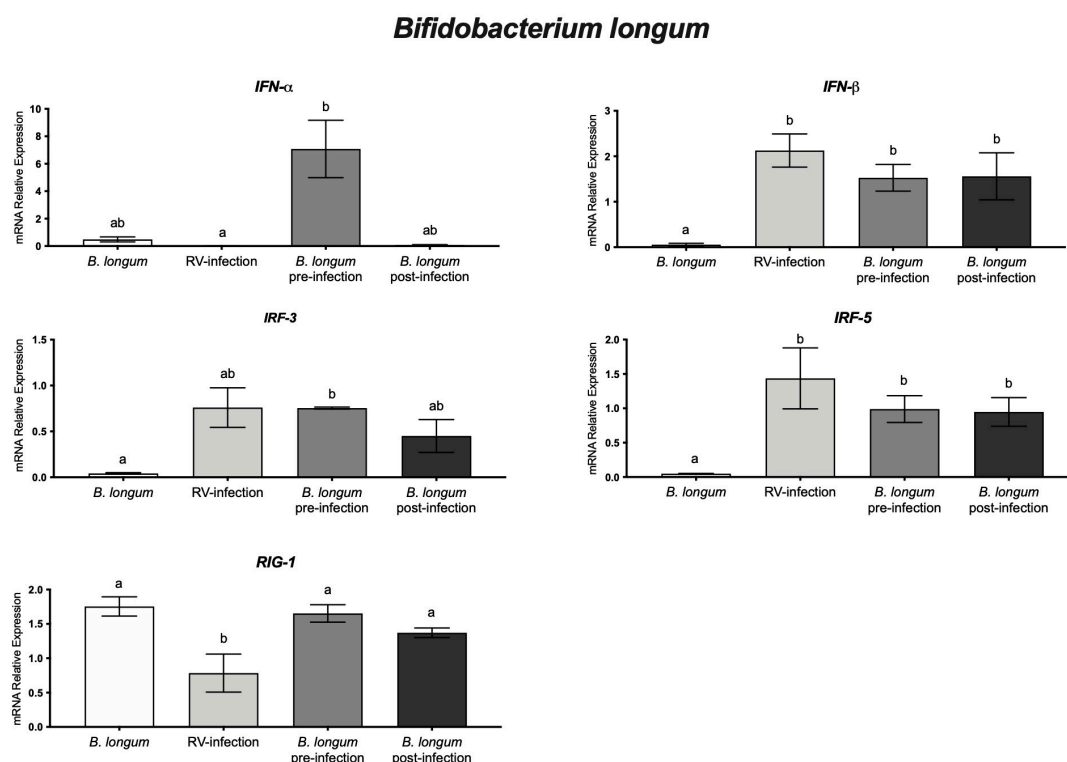 Bifidobacterium longum
IFN-α
mRNA Relative Expression
10
8
6
4
2
0
ab
a
b
ab
B. longum
RV-infection
B. longum
pre-infection
B. longum
post-infection
IFN-β
mRNA Relative Expression
3
2
1
0
a
b
b
b
B. longum
RV-infection
B. longum
pre-infection
B. longum
post-infection
IRF-3
mRNA Relative Expression
1.5
1.0
0.5
0.0
a
ab
b
ab
B. longum
RV-infection
B. longum
pre-infection
B. longum
post-infection
IRF-5
mRNA Relative Expression
2.0
1.5
1.0
0.5
0.0
a
b
b
b
B. longum
RV-infection
B. longum
pre-infection
B. longum
post-infection
RIG-1
mRNA Relative Expression
2.0
1.5
1.0
0.5
0.0
a
b
a
a
B. longum
RV-infection
B. longum
pre-infection
B. longum
post-infection